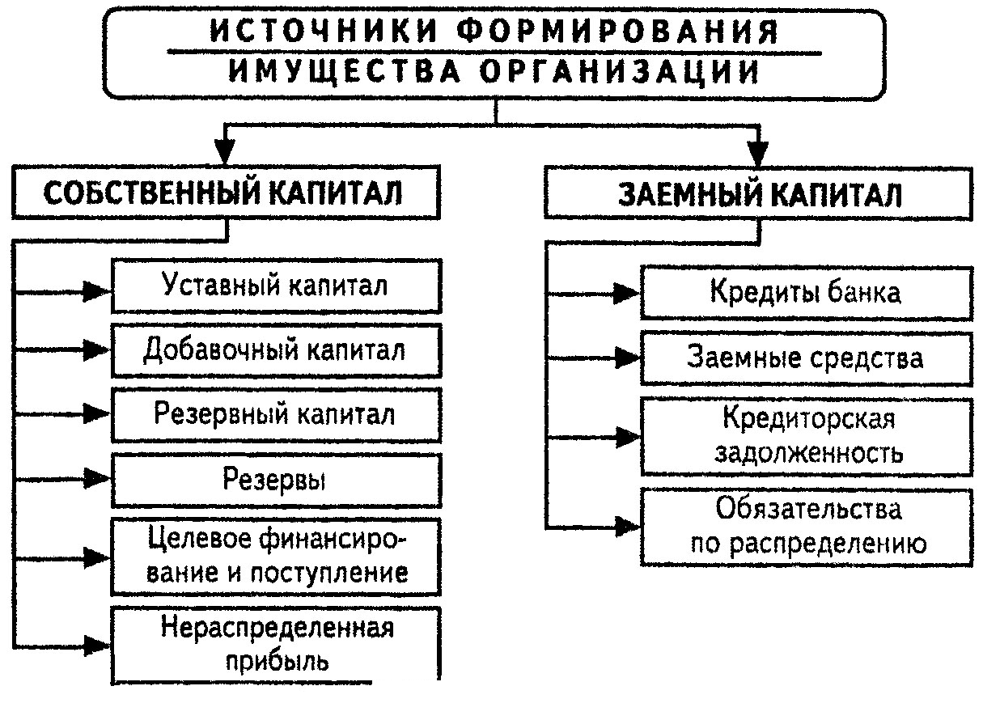 ИСТОЧНИКИ ФОРМИРОВАНИЯ
ИМУЩЕСТВА ОРГАНИЗАЦИИ
СОБСТВЕННЫЙ КАПИТАЛ
Уставный капитал
Добавочный капитал
Резервный капитал
Резервы
Целевое финансиро-
вание и поступление
Нераспределенная
прибыль
ЗАЕМНЫЙ КАПИТАЛ
Кредиты банка
Заемные средства
Кредиторская
задолженность
Обязательства
по распределению